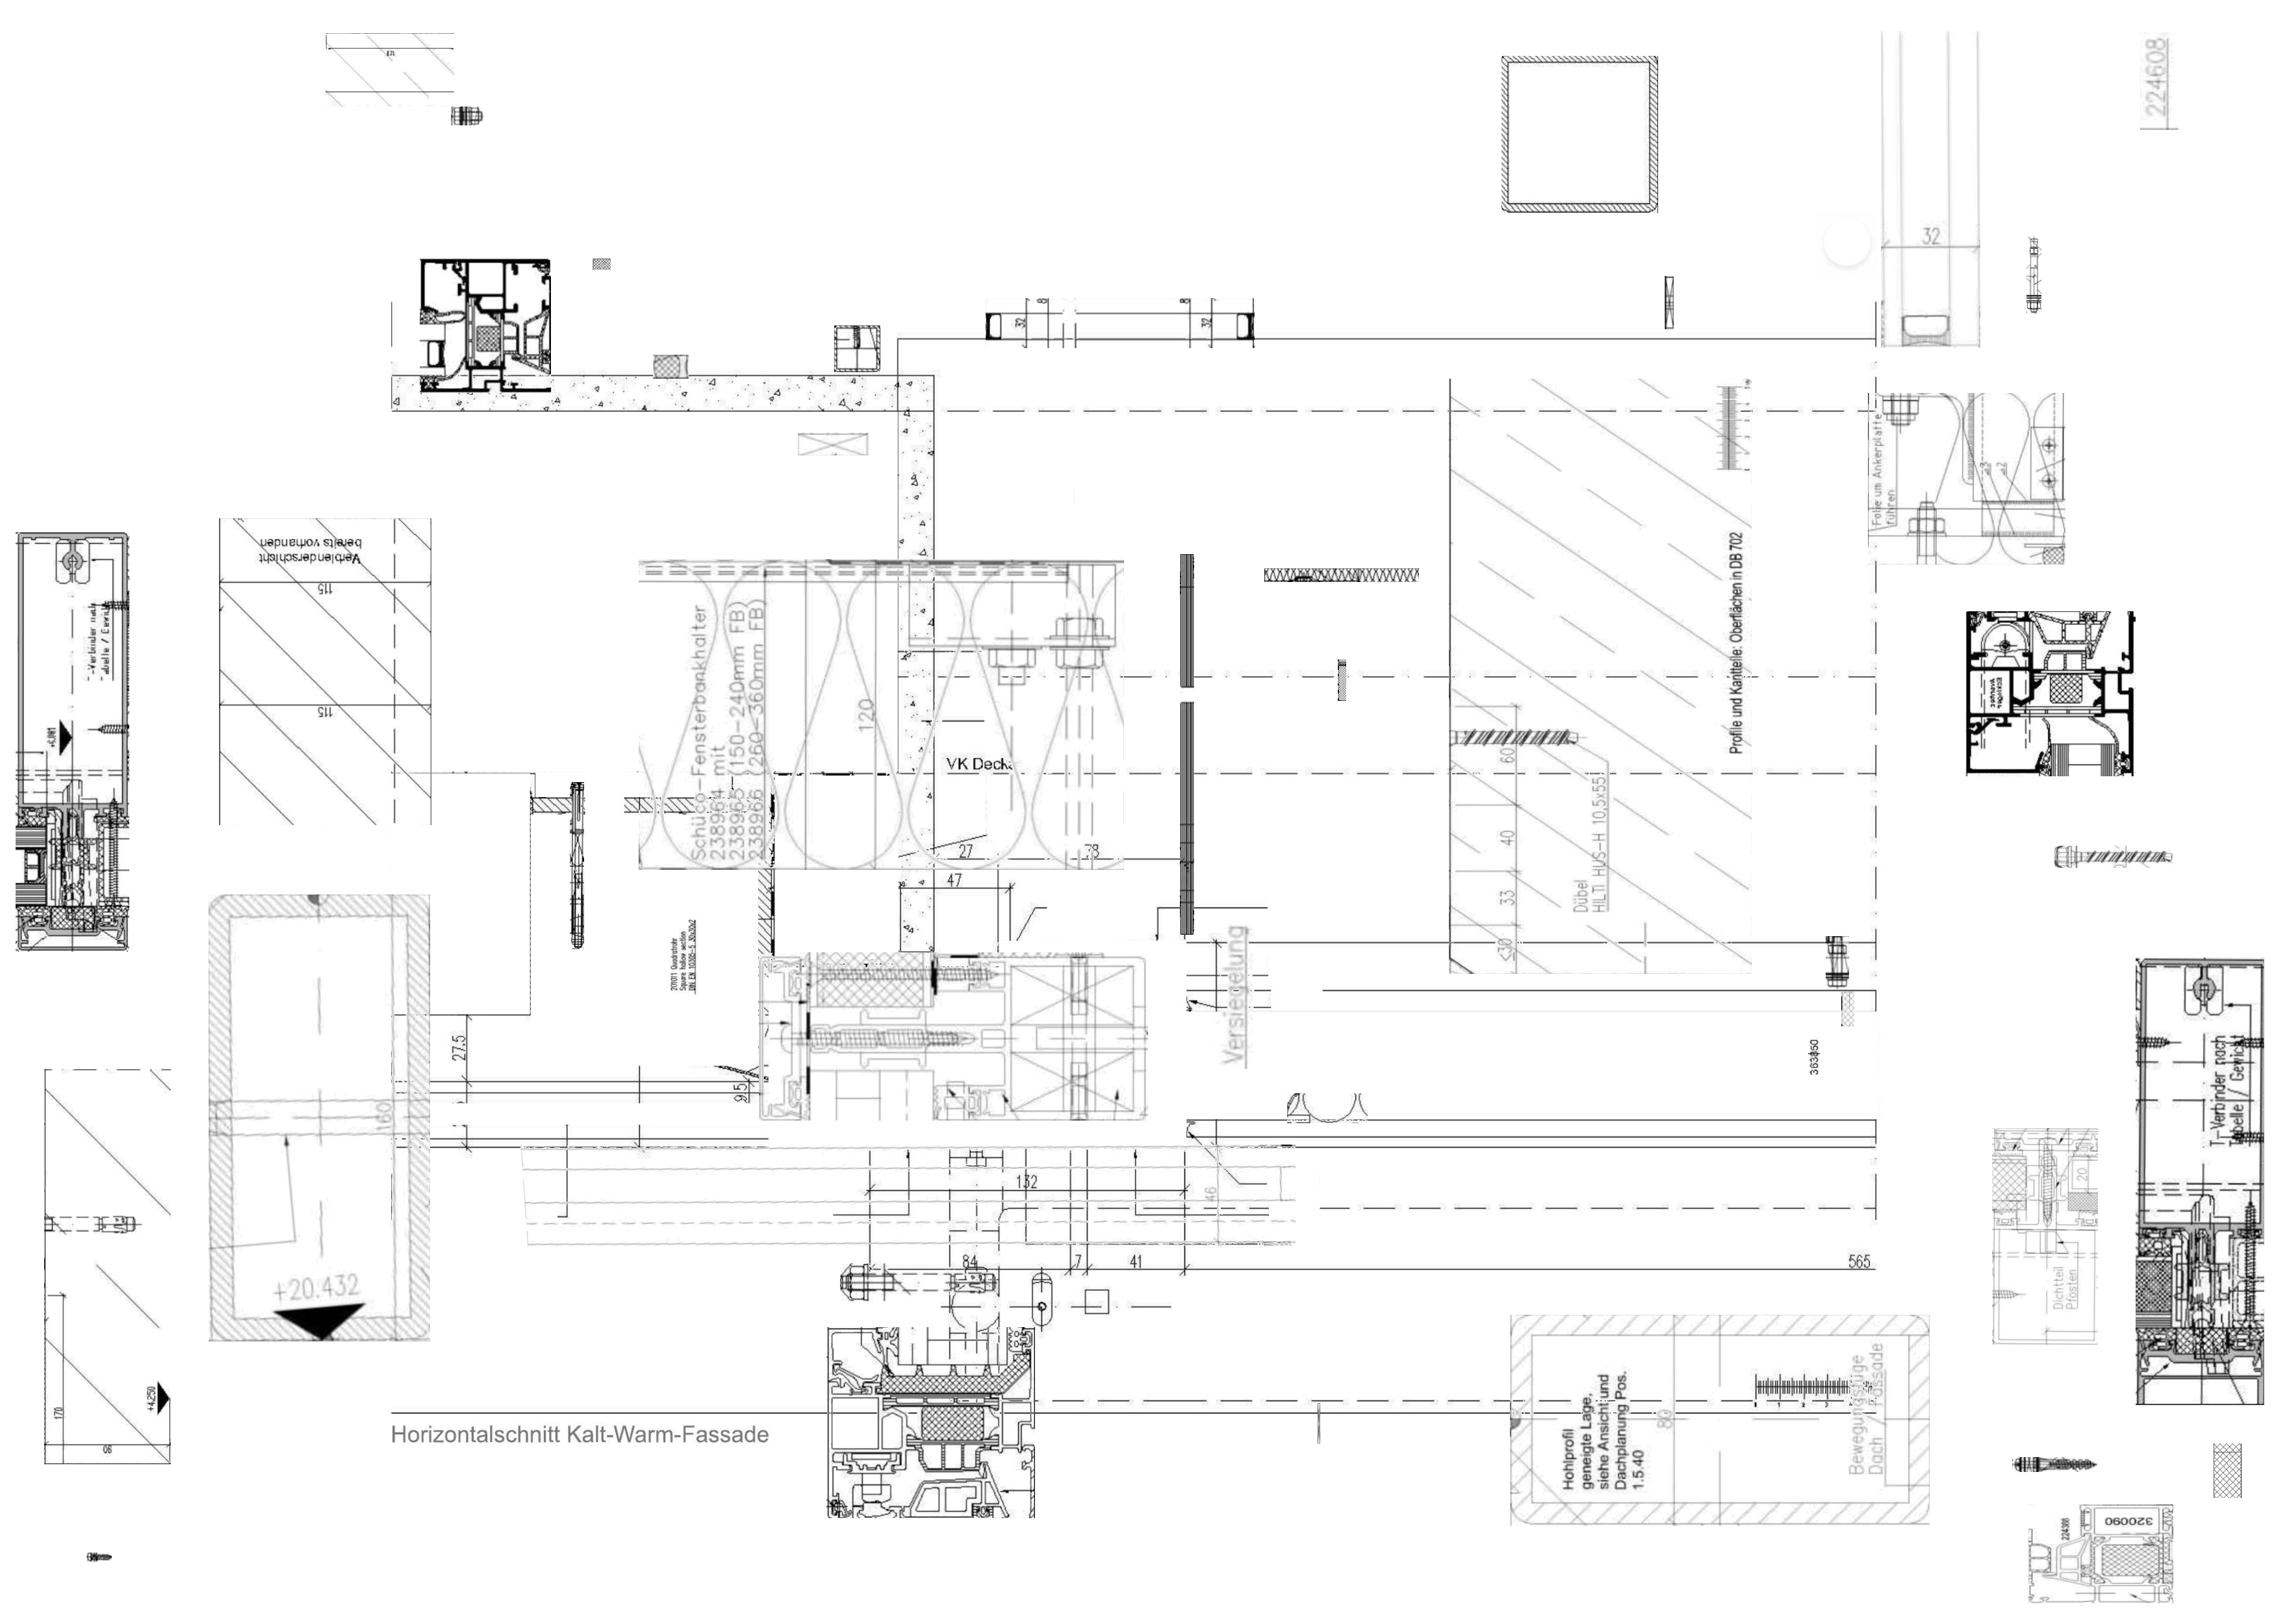 224608
32
32
8
8
32
Folie um Ankerplatte
führen
Verblenderschicht
bereits vorhanden
115
115
Profile und Kantteile: Oberflächen in DB 702
Schüco-Fensterbankhalter
238964 mit
238965 (150-240mm FB)
238966 (260-360mm FB)
120
VK Decke
27
78
47
60
40
33
30
Dübel
HILTI HUS-H 10,5x55
Versiegelung
27.5
9.5
160
+20.432
363860
T-Verbinder nach
Tabelle / Gewicht
132
46
84
7
41
565
20
Dichtteil
Pfosten
170
+4,250
90
Horizontalschnitt Kalt-Warm-Fassade
Hohlprofil
geneigte Lage,
siehe Ansicht und
Dachplanung Pos.
1.5.40
80
Bewegungsfuge
Dach / Fassade
320090
224308